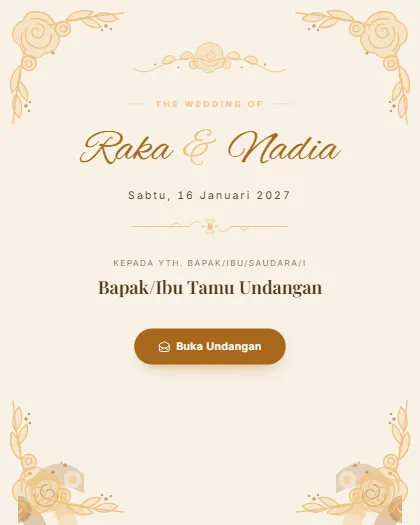 THE WEDDING OF
Raka & Nadia
Sabtu, 16 Januari 2027
KEPADA YTH. BAPAK/IBU/SAUDARA/I
Bapak/Ibu Tamu Undangan
Buka Undangan